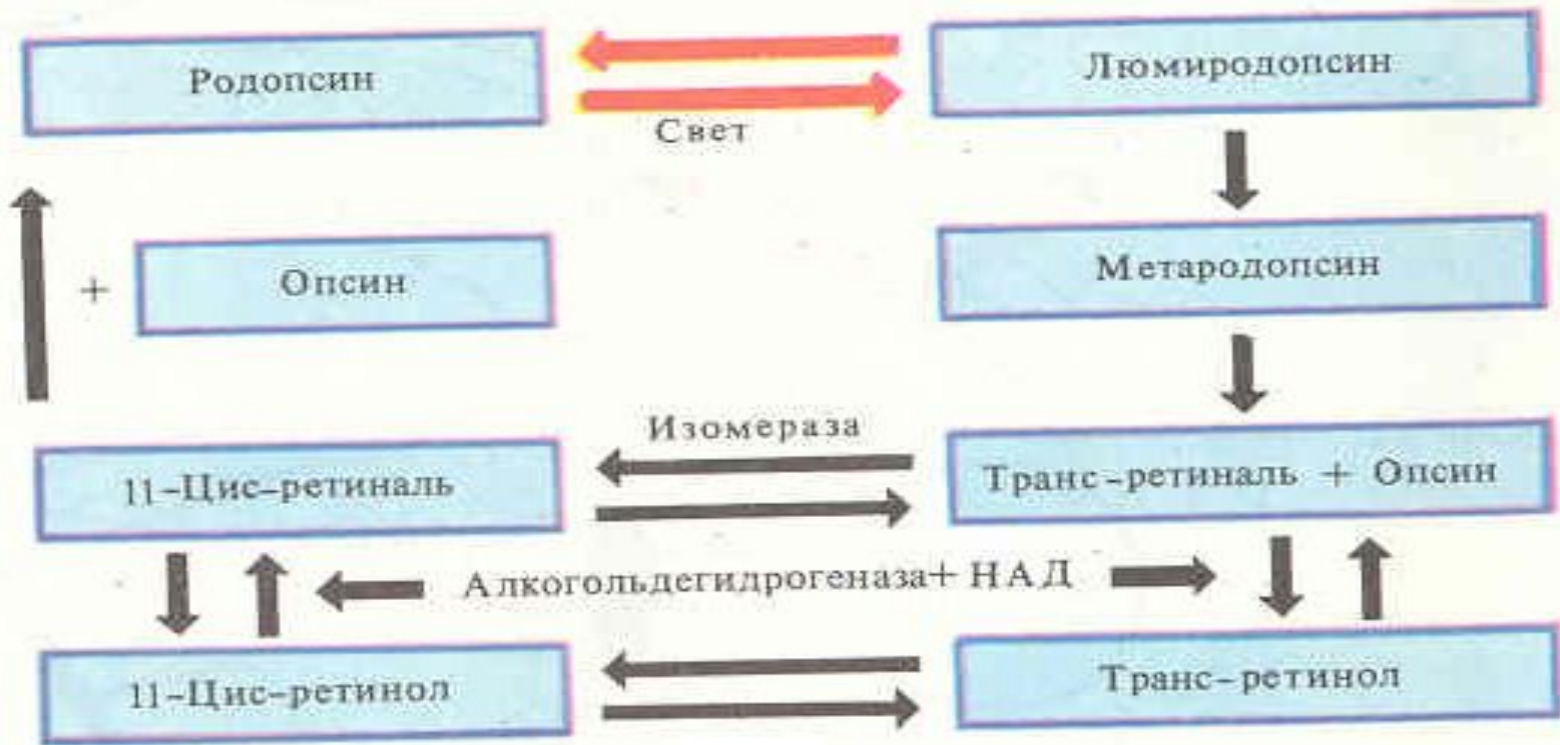 Родопсин
Люмиродопсин
Свет
+
Опсин
Метародопсин
Изомераза
11-Цис-ретиналь
Транс-ретиналь + Опсин
Алкогольдегидрогеназа+ НАД
11-Цис-ретинол
Транс-ретинол